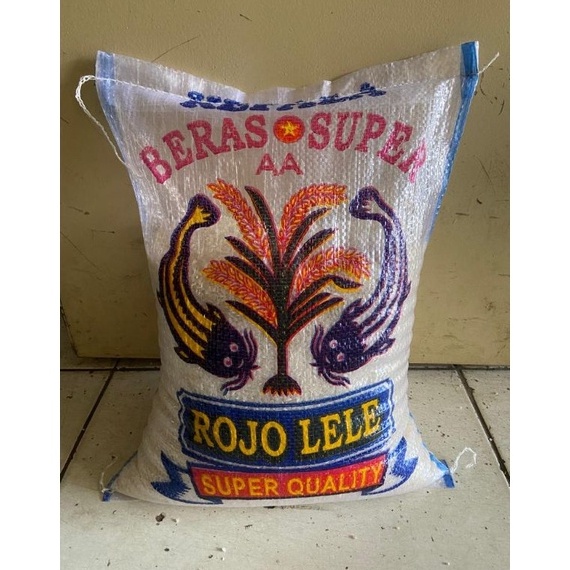 BERAS SUPER
AA
ROJO LELE
SUPER QUALITY